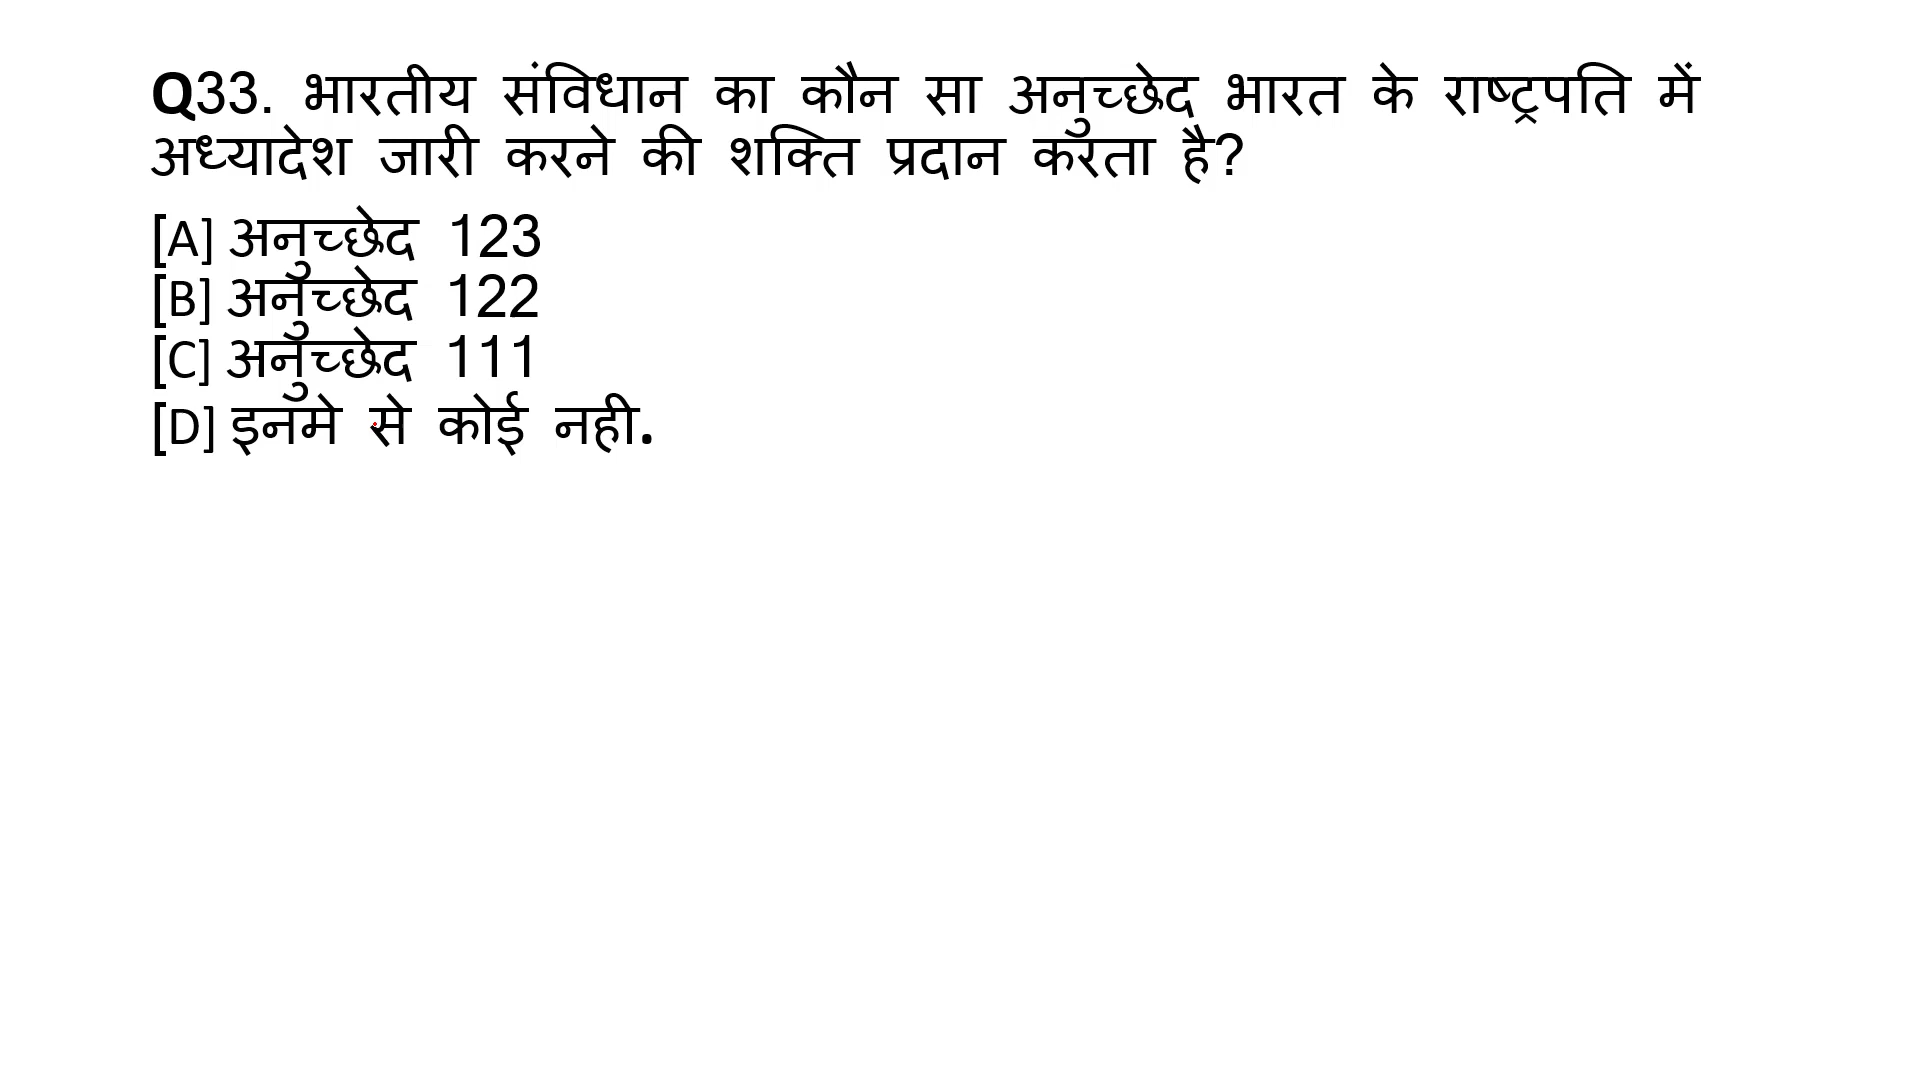 Q33. भारतीय संविधान का कौन सा अनुच्छेद भारत के राष्ट्रपति में
अध्यादेश जारी करने की शक्ति प्रदान करता है?
[A] अनुच्छेद 123
[B] अनुच्छेद 122
[C] अनुच्छेद 111
[D] इनमे से कोई नही.